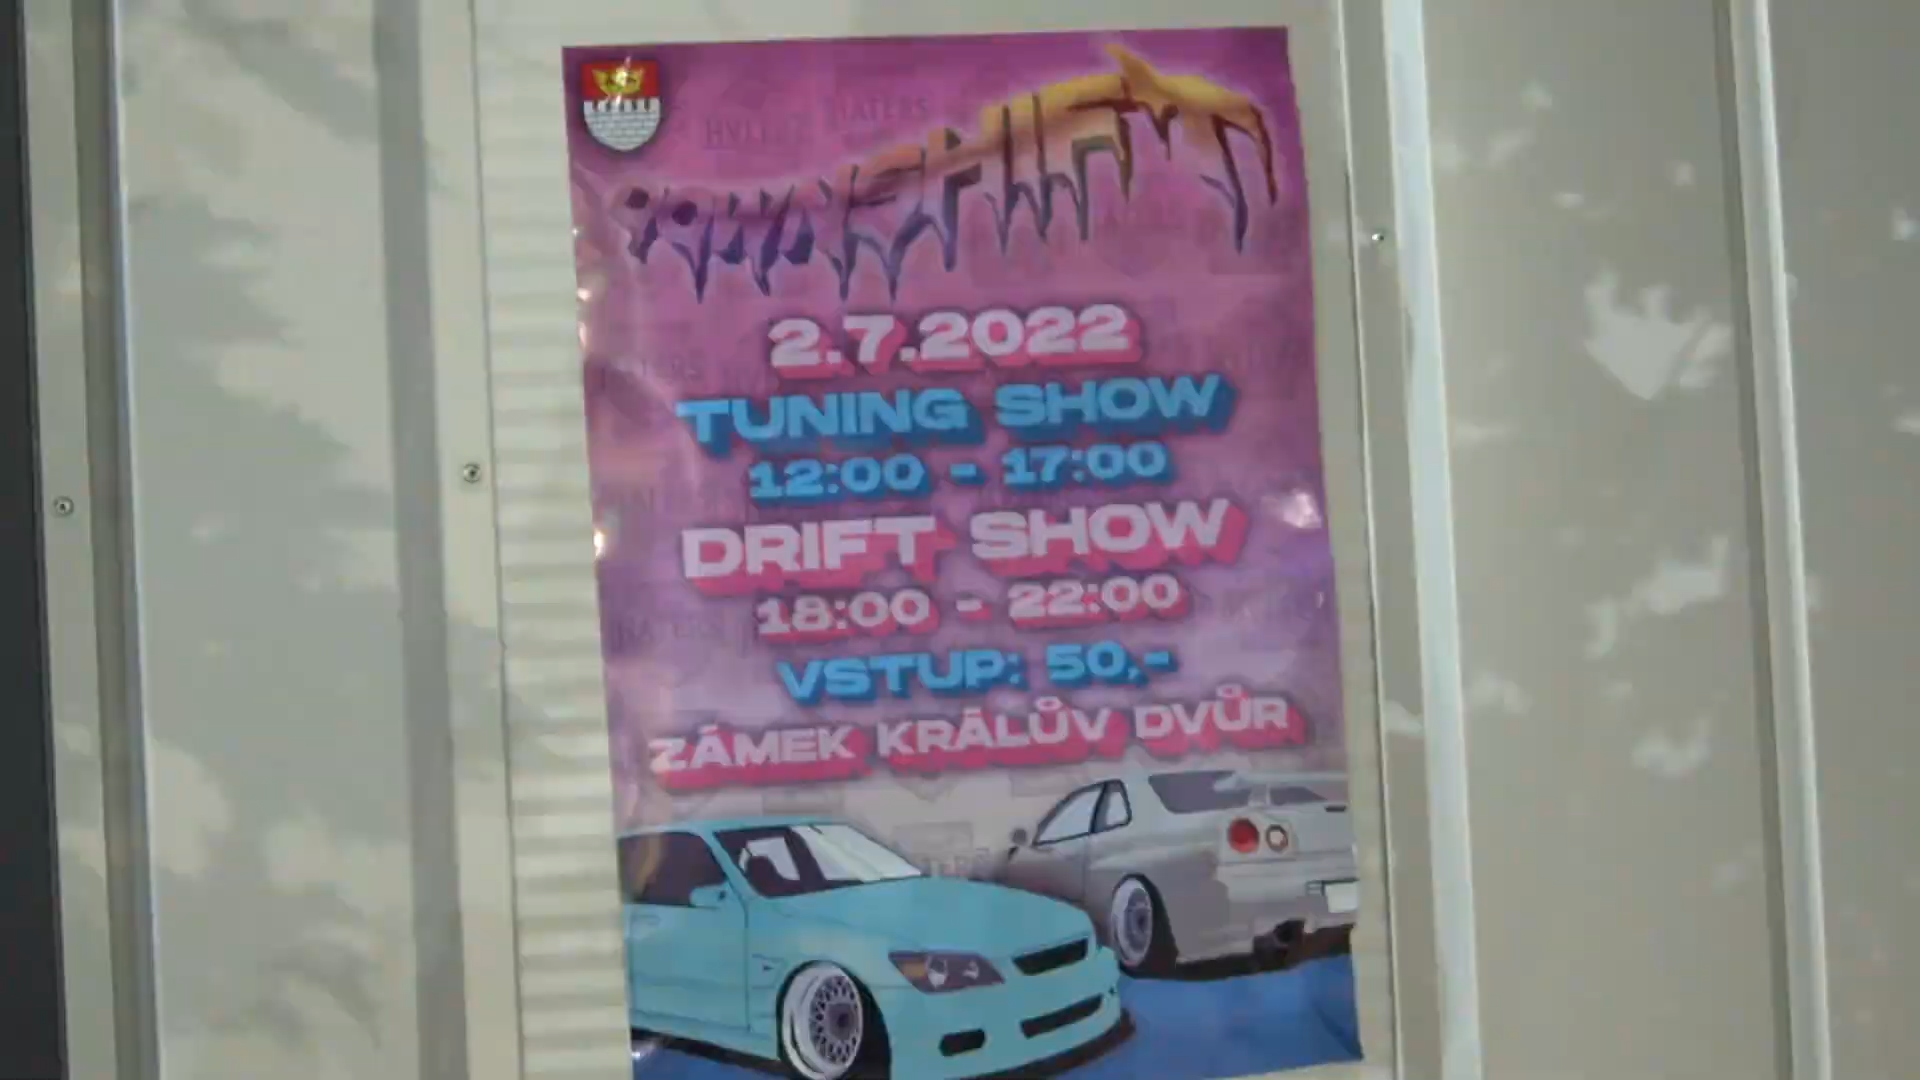 DOWNSHIFT
2.7.2022
TUNING SHOW
12:00 - 17:00
DRIFT SHOW
18:00 - 22:00
VSTUP: 50,-
ZÁMEK KRÁLŮV DVŮR